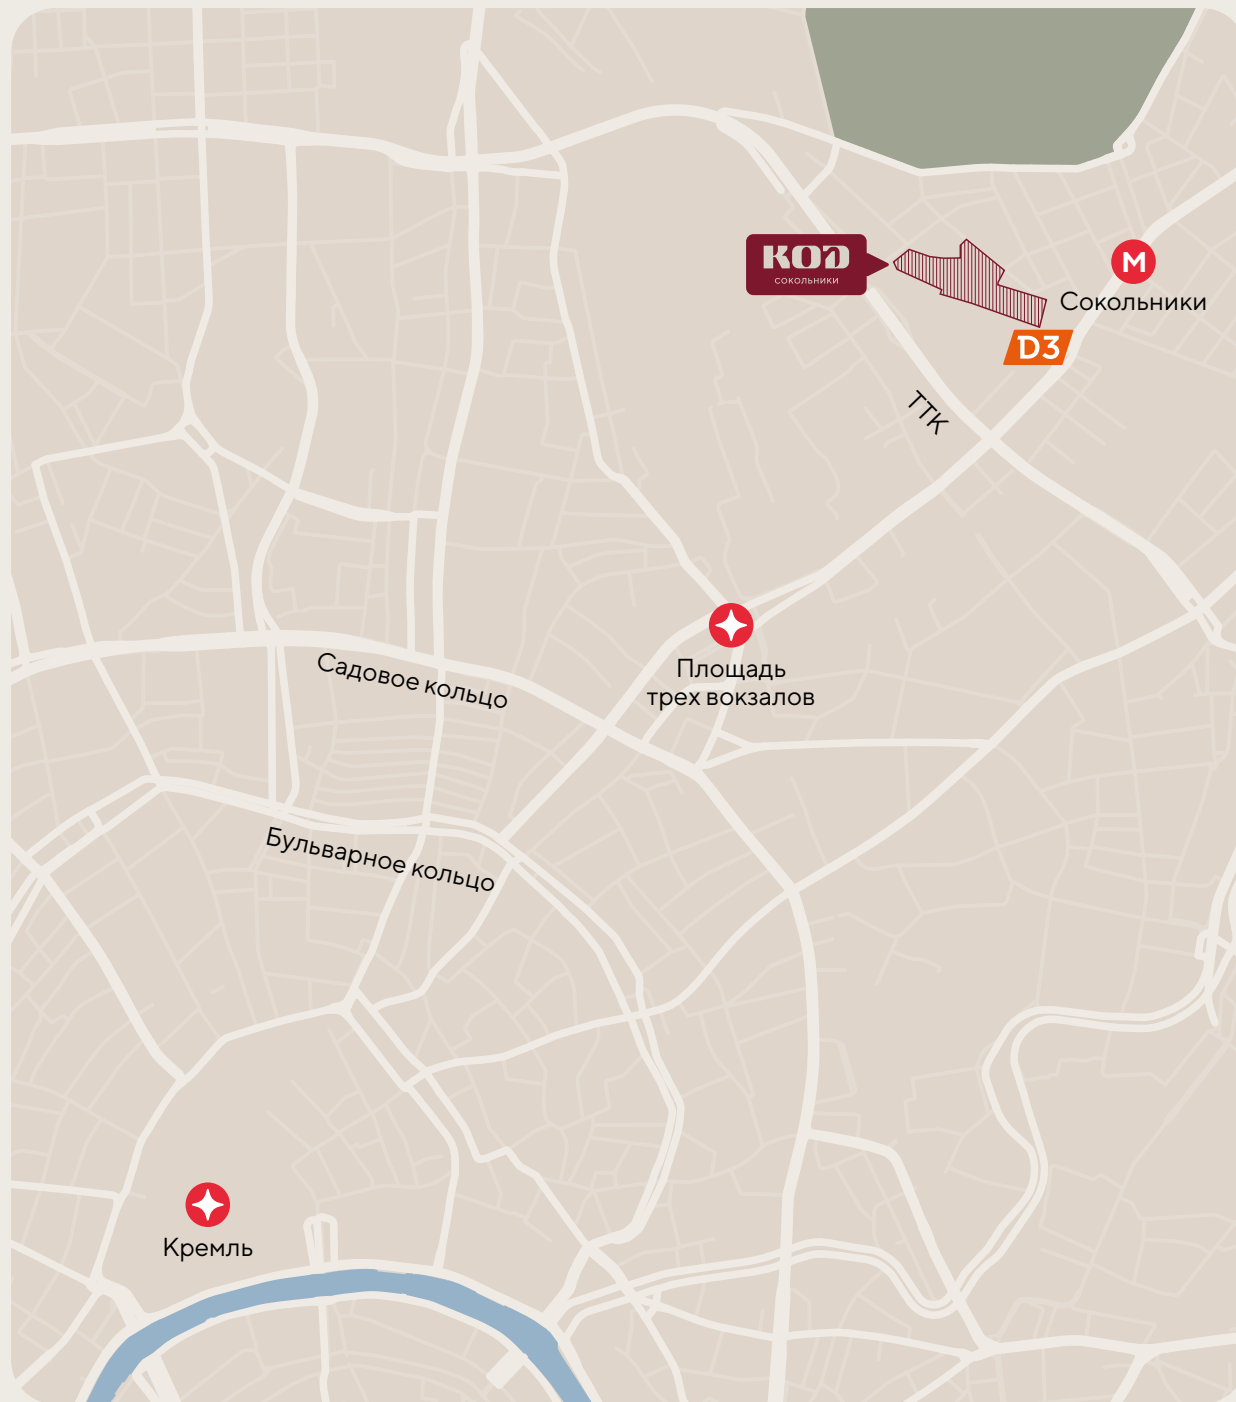 КОД
СОКОЛЬНИКИ
М
Сокольники
D3
ТТК
Площадь
трех вокзалов
Садовое кольцо
Бульварное кольцо
Кремль